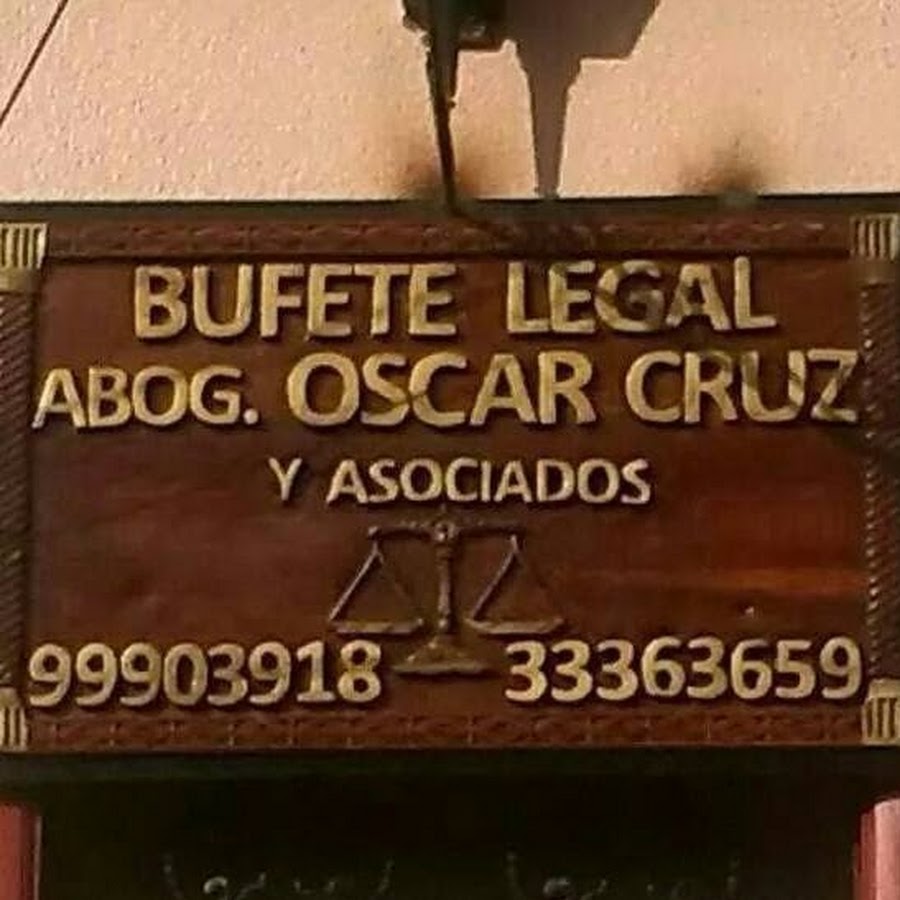 BUFETE LEGAL
ABOG. OSCAR CRUZ
Y ASOCIADOS
99903918 33363659